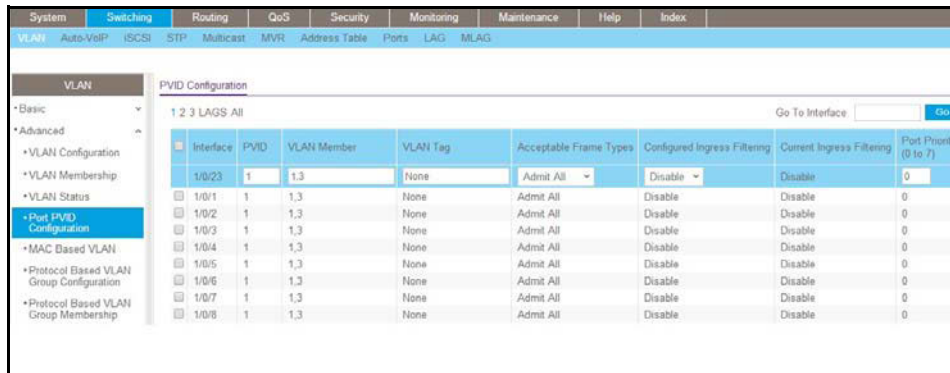 System Switching Routing QoS Security Monitoring Maintenance Help Index
VLAN Auto-VoIP iSCSI STP Multicast MVR Address Table Ports LAG MLAG
VLAN
Basic
Advanced
VLAN Configuration
VLAN Membership
VLAN Status
Port PVID
Configuration
MAC Based VLAN
Protocol Based VLAN
Group Configuration
Protocol Based VLAN
Group Membership
PVID Configuration
1 2 3 LAGS All Go To Interface Go
Interface PVID VLAN Member VLAN Tag Acceptable Frame Types Configured Ingress Filtering Current Ingress Filtering Port Priorit
(0 to 7)
1/0/23 1 1,3 None Admit All Disable Disable 0
1/0/1 1 1,3 None Admit All Disable Disable 0
1/0/2 1 1,3 None Admit All Disable Disable 0
1/0/3 1 1,3 None Admit All Disable Disable 0
1/0/4 1 1,3 None Admit All Disable Disable 0
1/0/5 1 1,3 None Admit All Disable Disable 0
1/0/6 1 1,3 None Admit All Disable Disable 0
1/0/7 1 1,3 None Admit All Disable Disable 0
1/0/8 1 1,3 None Admit All Disable Disable 0